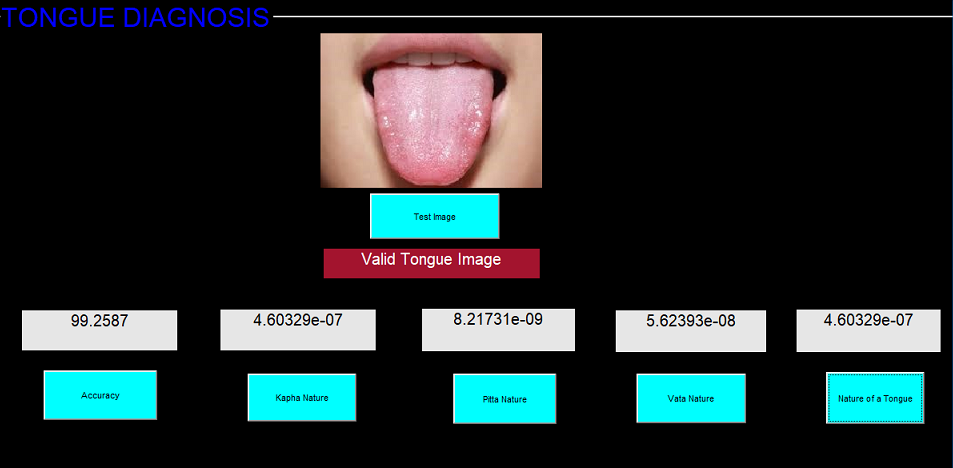 TONGUE DIAGNOSIS
Test Image
Valid Tongue Image
99.2587
4.60329e-07
8.21731e-09
5.62393e-08
4.60329e-07
Accuracy
Kapha Nature
Pitta Nature
Vata Nature
Nature of a Tongue